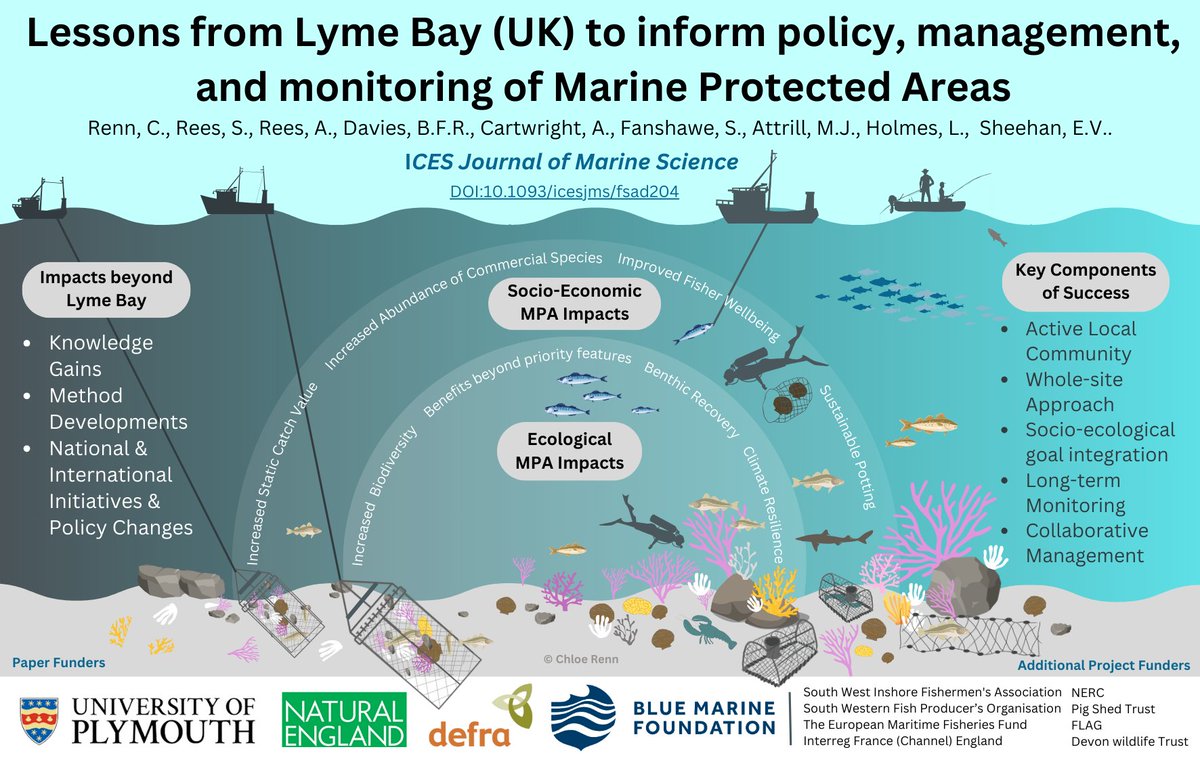 Lessons from Lyme Bay (UK) to inform policy, management,
and monitoring of Marine Protected Areas
Renn, C., Rees, S., Rees, A., Davies, B.F.R., Cartwright, A., Fanshawe, S., Attrill, M.J., Holmes, L., Sheehan, E.V..
ICES Journal of Marine Science
DOI:10.1093/icesjms/fsad204
Impacts beyond
Lyme Bay
• Knowledge
Gains
• Method
Developments
• National &
International
Initiatives &
Policy Changes
Increased Static Catch Value
Increased Abundance of Commercial Species
Improved Fisher Wellbeing
Sustainable Potting
Socio-Economic
MPA Impacts
Increased Biodiversity
Benefits beyond priority features
Benthic Recovery
Climate Resilience
Ecological
MPA Impacts
Key Components
of Success
• Active Local
Community
• Whole-site
Approach
• Socio-ecological
goal integration
• Long-term
Monitoring
• Collaborative
Management
Paper Funders
© Chloe Renn
Additional Project Funders
UNIVERSITY OF
PLYMOUTH
NATURAL
ENGLAND
defra
BLUE MARINE
FOUNDATION
South West Inshore Fishermen's Association
South Western Fish Producer's Organisation
The European Maritime Fisheries Fund
Interreg France (Channel) England
NERC
Pig Shed Trust
FLAG
Devon wildlife Trust